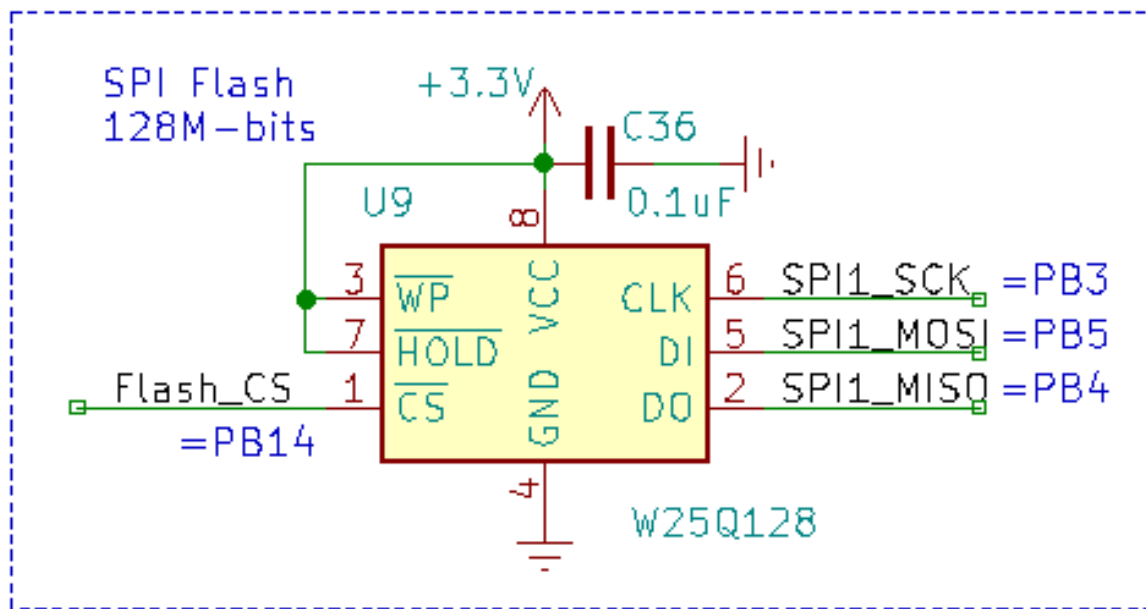 SPI Flash
128M-bits
+3.3V
C36
0.1uF
U9
8
3
WP
VCC
CLK
6
SPI1_SCK
=PB3
7
HOLD
DI
5
SPI1_MOSI
=PB5
Flash_CS
1
CS
GND
DO
2
SPI1_MISO
=PB4
=PB14
4
W25Q128